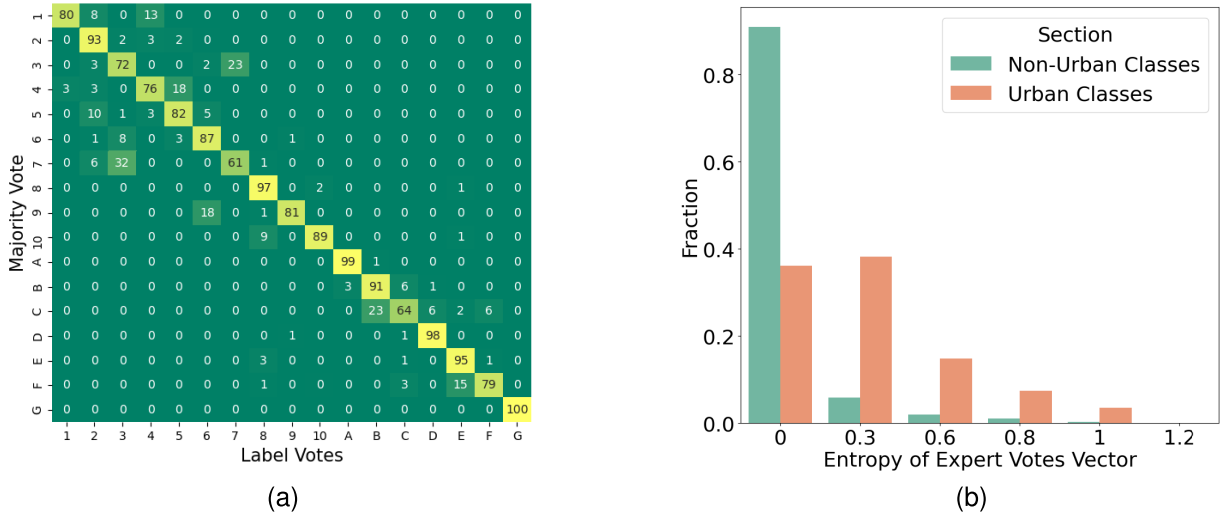 Majority Vote
1 80 8 0 13 0 0 0 0 0 0 0 0 0 0 0 0 0
2 0 93 2 3 2 0 0 0 0 0 0 0 0 0 0 0 0
3 0 3 72 0 0 2 23 0 0 0 0 0 0 0 0 0 0
4 3 3 0 76 18 0 0 0 0 0 0 0 0 0 0 0 0
5 0 10 1 3 82 5 0 0 0 0 0 0 0 0 0 0 0
6 0 1 8 0 3 87 0 0 1 0 0 0 0 0 0 0 0
7 0 6 32 0 0 0 61 1 0 0 0 0 0 0 0 0 0
8 0 0 0 0 0 0 0 97 0 2 0 0 0 0 1 0 0
9 0 0 0 0 0 18 0 1 81 0 0 0 0 0 0 0 0
10 0 0 0 0 0 0 0 9 0 89 0 0 0 0 1 0 0
A 0 0 0 0 0 0 0 0 0 0 99 1 0 0 0 0 0
B 0 0 0 0 0 0 0 0 0 0 3 91 6 1 0 0 0
C 0 0 0 0 0 0 0 0 0 0 0 23 64 6 2 6 0
D 0 0 0 0 0 0 0 0 1 0 0 0 1 98 0 0 0
E 0 0 0 0 0 0 0 3 0 0 0 0 1 0 95 1 0
F 0 0 0 0 0 0 0 1 0 0 0 0 3 0 15 79 0
G 0 0 0 0 0 0 0 0 0 0 0 0 0 0 0 0 100
1 2 3 4 5 6 7 8 9 10 A B C D E F G
Label Votes
(a)
Fraction
0.8
0.6
0.4
0.2
0.0
Section
Non-Urban Classes
Urban Classes
0 0.3 0.6 0.8 1 1.2
Entropy of Expert Votes Vector
(b)